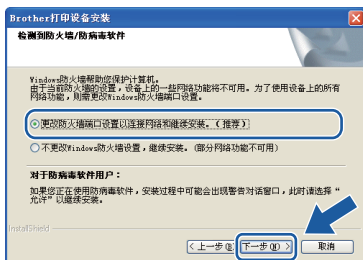 Brother打印设备安装
检测到防火墙/防病毒软件
Windows防火墙帮助您保护计算机。
由于当前防火墙的设置，设备上的一些网络功能将不可用。为了使用设备上的所有
网络功能，则需更改Windows防火墙端口设置。
更改防火墙端口设置以连接网络和继续安装。（推荐）
不更改Windows防火墙设置，继续安装。（部分网络功能不可用）
对于防病毒软件用户：
如果您正在使用防病毒软件，安装过程中可能会出现警告对话窗口，此时请选择“
允许”以继续安装。
InstallShield
< 上一步(B) 下一步(N) > 取消